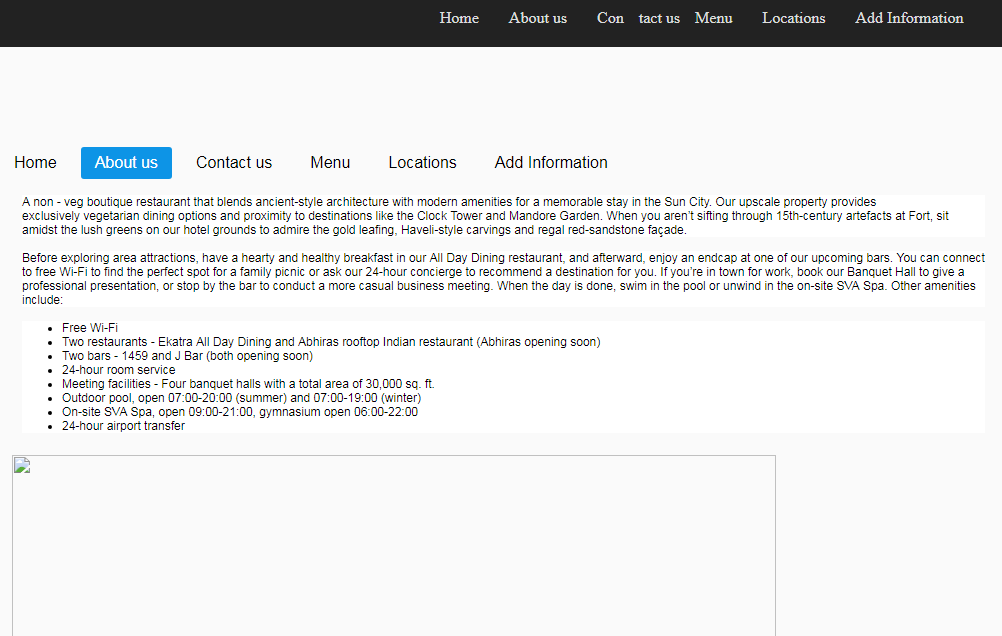 Home About us Con tact us Menu Locations Add Information
Home About us Contact us Menu Locations Add Information
A non - veg boutique restaurant that blends ancient-style architecture with modern amenities for a memorable stay in the Sun City. Our upscale property provides
exclusively vegetarian dining options and proximity to destinations like the Clock Tower and Mandore Garden. When you aren’t sifting through 15th-century artefacts at Fort, sit
amidst the lush greens on our hotel grounds to admire the gold leafing, Haveli-style carvings and regal red-sandstone façade.
Before exploring area attractions, have a hearty and healthy breakfast in our All Day Dining restaurant, and afterward, enjoy an endcap at one of our upcoming bars. You can connect
to free Wi-Fi to find the perfect spot for a family picnic or ask our 24-hour concierge to recommend a destination for you. If you’re in town for work, book our Banquet Hall to give a
professional presentation, or stop by the bar to conduct a more casual business meeting. When the day is done, swim in the pool or unwind in the on-site SVA Spa. Other amenities
include:
• Free Wi-Fi
• Two restaurants - Ekatra All Day Dining and Abhiras rooftop Indian restaurant (Abhiras opening soon)
• Two bars - 1459 and J Bar (both opening soon)
• 24-hour room service
• Meeting facilities - Four banquet halls with a total area of 30,000 sq. ft.
• Outdoor pool, open 07:00-20:00 (summer) and 07:00-19:00 (winter)
• On-site SVA Spa, open 09:00-21:00, gymnasium open 06:00-22:00
• 24-hour airport transfer